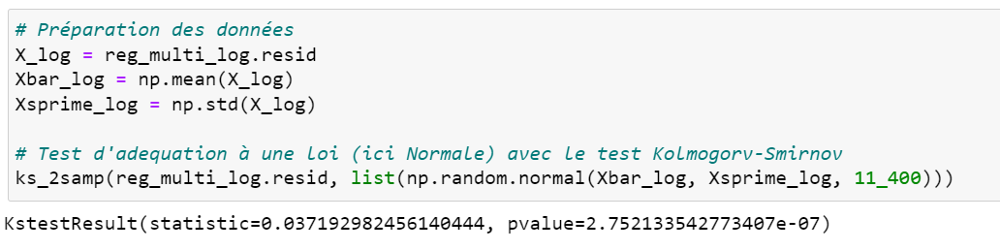 # Préparation des données
X_log = reg_multi_log.resid
Xbar_log = np.mean(X_log)
Xsprime_log = np.std(X_log)
# Test d'adequation à une loi (ici Normale) avec le test Kolmogorv-Smirnov
ks_2samp(reg_multi_log.resid, list(np.random.normal(Xbar_log, Xsprime_log, 11_400)))
KstestResult(statistic=0.037192982456140444, pvalue=2.752133542773407e-07)